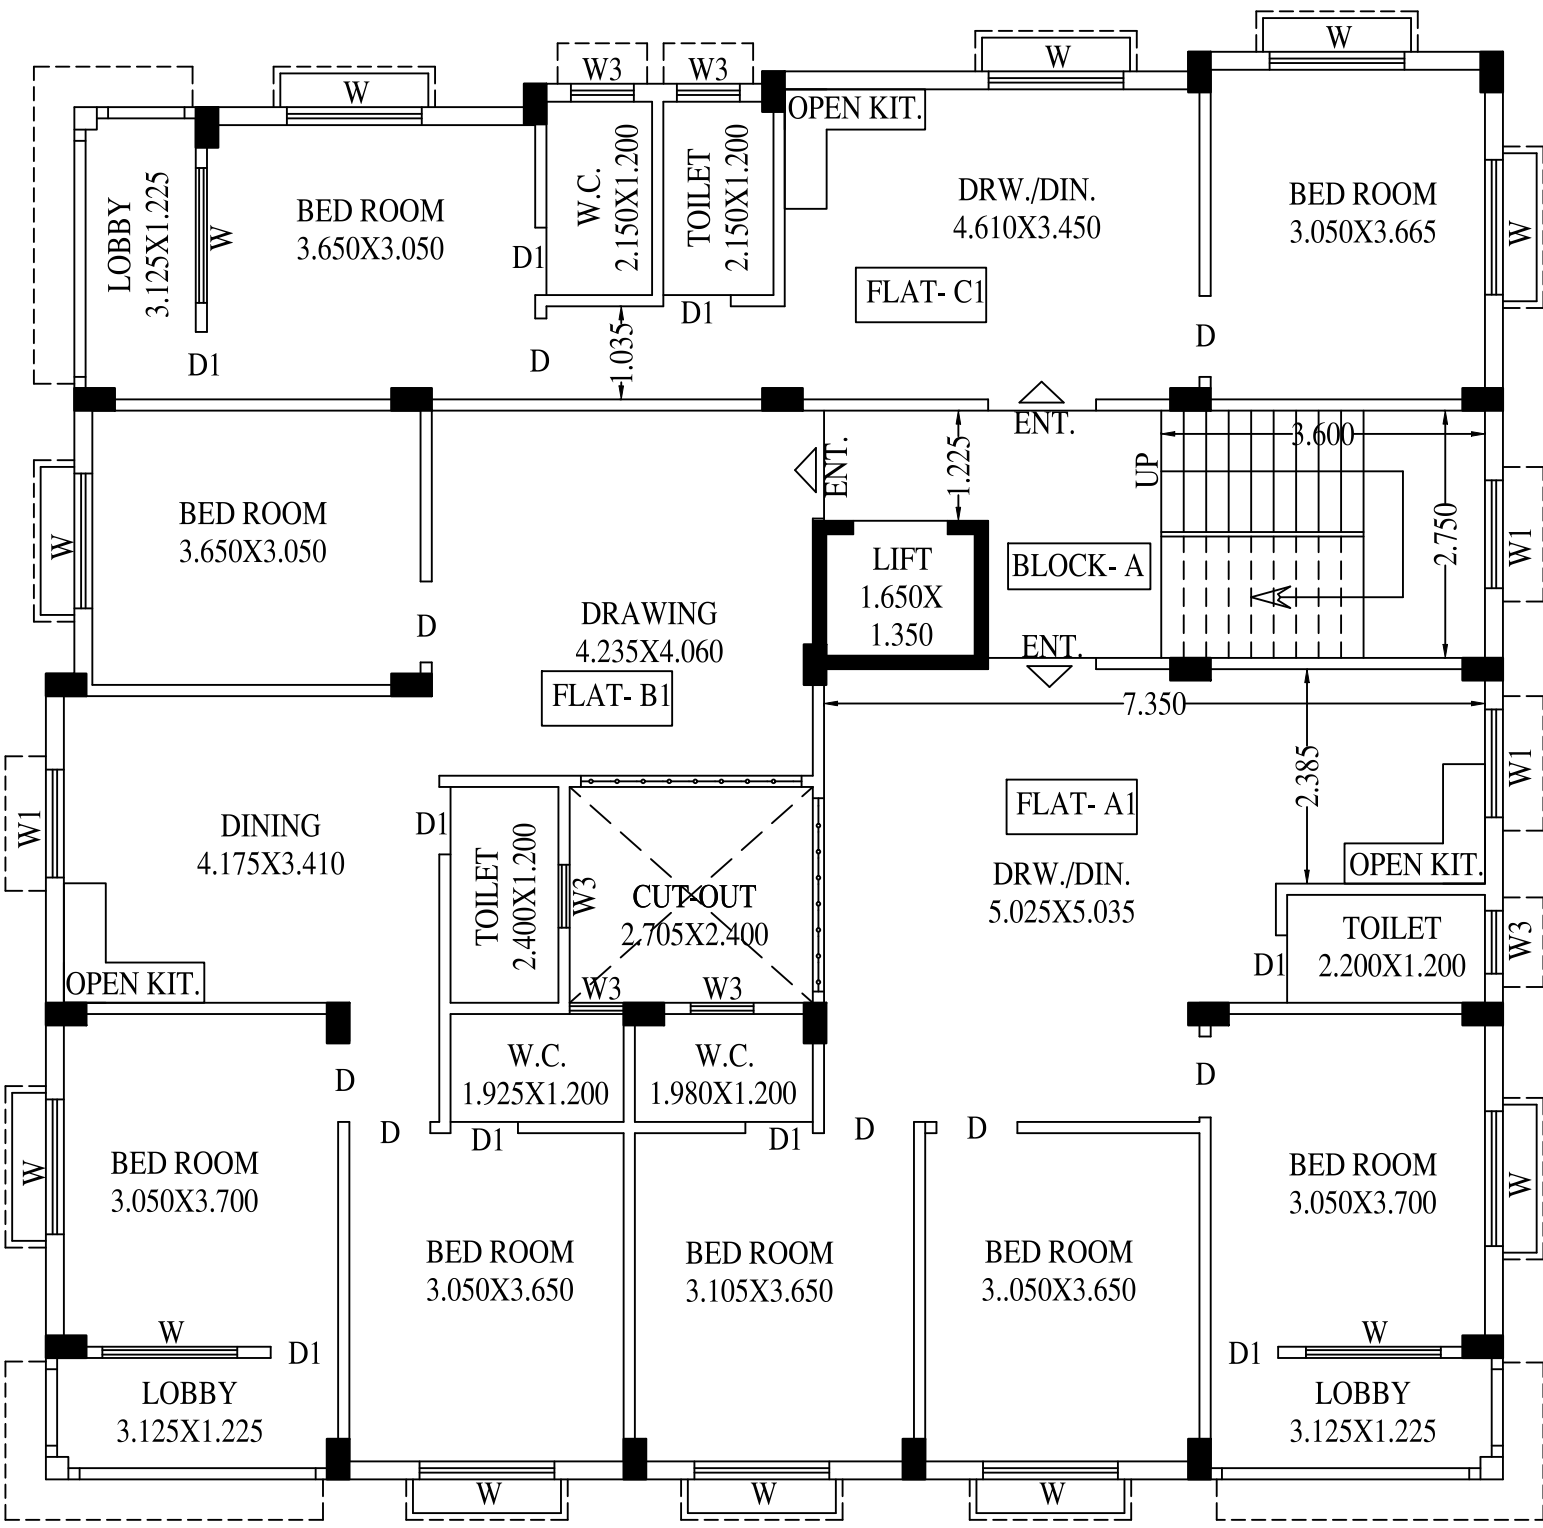 W
W
W3
W3
W
OPEN KIT.
LOBBY
3.125X1.225
W
BED ROOM
3.650X3.050
D1
W.C.
2.150X1.200
TOILET
2.150X1.200
DRW./DIN.
4.610X3.450
BED ROOM
3.050X3.665
W
FLAT- C1
D1
D1
D
1.035
D
ENT.
ENT.
1.225
UP
3.600
2.750
W1
W
BED ROOM
3.650X3.050
D
DRAWING
4.235X4.060
FLAT- B1
LIFT
1.650X
1.350
BLOCK- A
ENT.
7.350
2.385
W1
FLAT- A1
W1
DINING
4.175X3.410
D1
TOILET
2.400X1.200
W3
CUT-OUT
2.705X2.400
DRW./DIN.
5.025X5.035
OPEN KIT.
TOILET
2.200X1.200
W3
D1
OPEN KIT.
W3
W3
W.C.
1.925X1.200
W.C.
1.980X1.200
D
D
D
D1
D1
D
D
W
BED ROOM
3.050X3.700
BED ROOM
3.050X3.650
BED ROOM
3.105X3.650
BED ROOM
3..050X3.650
BED ROOM
3.050X3.700
W
W
D1
D1
W
LOBBY
3.125X1.225
LOBBY
3.125X1.225
W
W
W